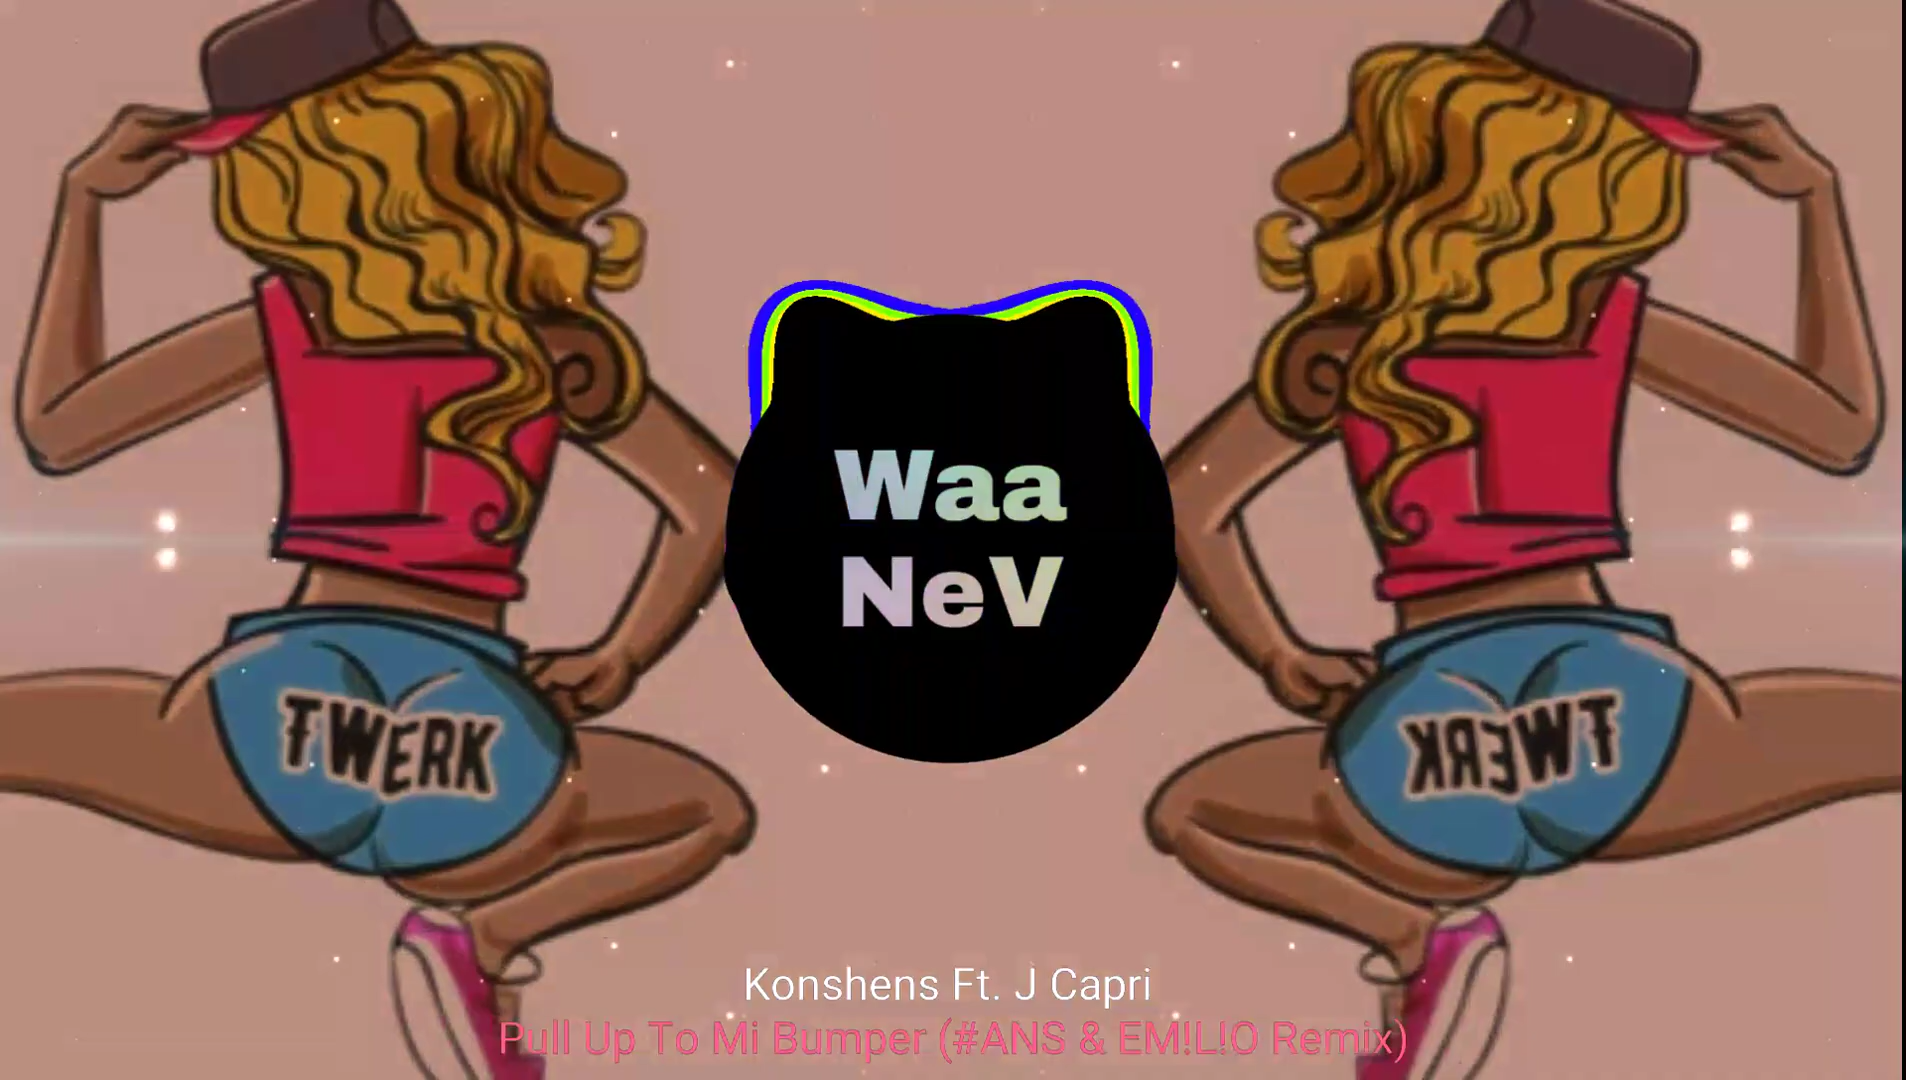 Waa
NeV
TWERK
TWERK
Konshens Ft. J Capri
Pull Up To Mi Bumper (#ANS & EM!L!O Remix)